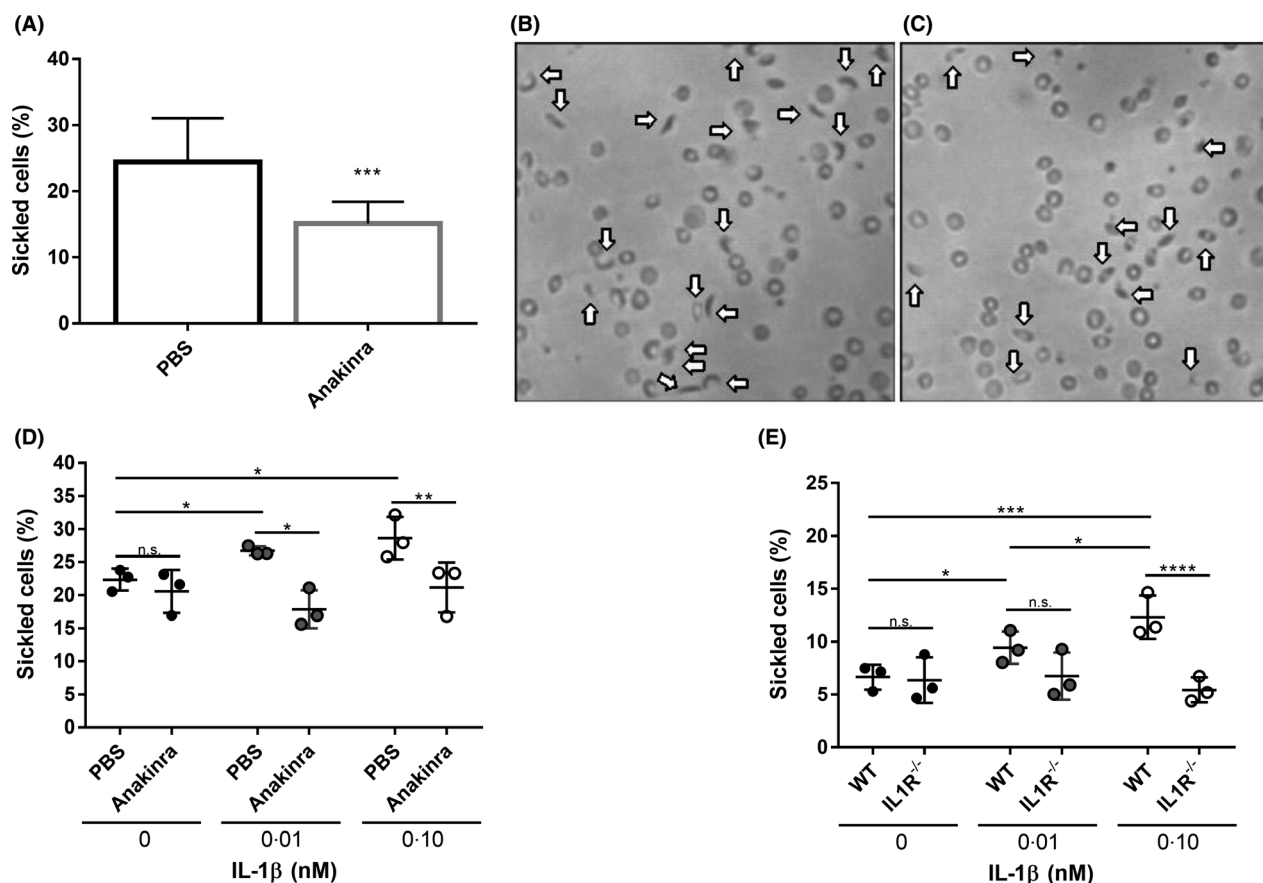 (A)
Sickled cells (%)
40
30
20
10
0
***
PBS
Anakinra
(B)
(C)
(D)
Sickled cells (%)
40
35
30
25
20
15
10
5
0
*
*
n.s.
*
**
PBS
Anakinra
PBS
Anakinra
PBS
Anakinra
0
0·01
0·10
IL-1β (nM)
(E)
Sickled cells (%)
25
20
15
10
5
0
***
*
*
n.s.
n.s.
****
WT
IL1R⁻/⁻
WT
IL1R⁻/⁻
WT
IL1R⁻/⁻
0
0·01
0·10
IL-1β (nM)